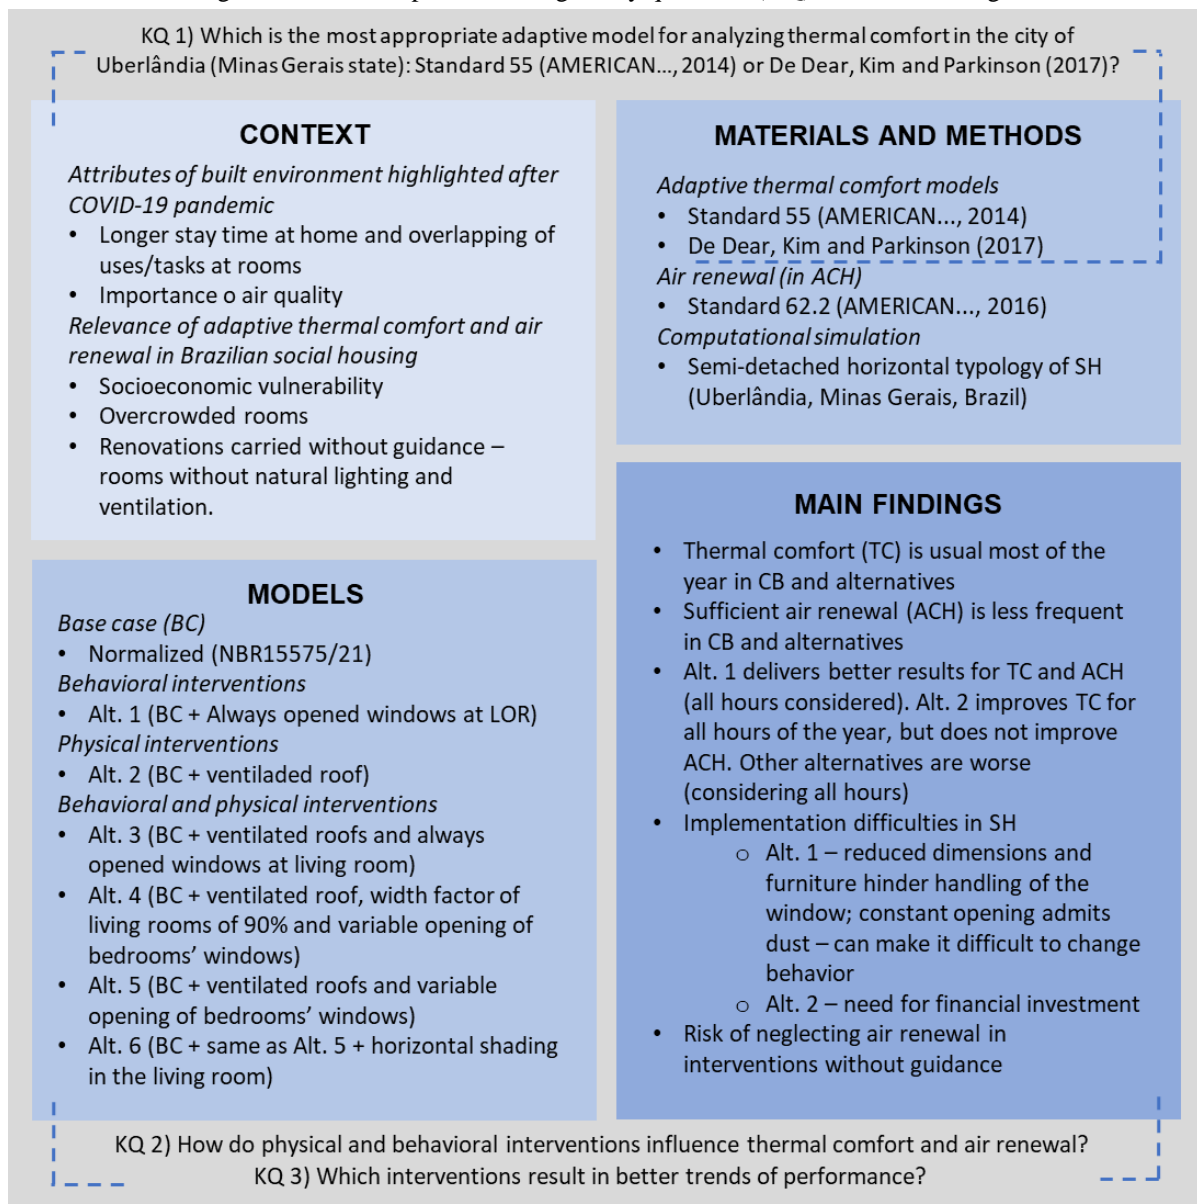 KQ 1) Which is the most appropriate adaptive model for analyzing thermal comfort in the city of
Uberlândia (Minas Gerais state): Standard 55 (AMERICAN..., 2014) or De Dear, Kim and Parkinson (2017)?
CONTEXT
Attributes of built environment highlighted after
COVID-19 pandemic
• Longer stay time at home and overlapping of
uses/tasks at rooms
• Importance o air quality
Relevance of adaptive thermal comfort and air
renewal in Brazilian social housing
• Socioeconomic vulnerability
• Overcrowded rooms
• Renovations carried without guidance –
rooms without natural lighting and
ventilation.
MATERIALS AND METHODS
Adaptive thermal comfort models
• Standard 55 (AMERICAN..., 2014)
• De Dear, Kim and Parkinson (2017)
Air renewal (in ACH)
• Standard 62.2 (AMERICAN..., 2016)
Computational simulation
• Semi-detached horizontal typology of SH
(Uberlândia, Minas Gerais, Brazil)
MODELS
Base case (BC)
• Normalized (NBR15575/21)
Behavioral interventions
• Alt. 1 (BC + Always opened windows at LOR)
Physical interventions
• Alt. 2 (BC + ventiladed roof)
Behavioral and physical interventions
• Alt. 3 (BC + ventilated roofs and always
opened windows at living room)
• Alt. 4 (BC + ventilated roof, width factor of
living rooms of 90% and variable opening of
bedrooms’ windows)
• Alt. 5 (BC + ventilated roofs and variable
opening of bedrooms’ windows)
• Alt. 6 (BC + same as Alt. 5 + horizontal shading
in the living room)
MAIN FINDINGS
• Thermal comfort (TC) is usual most of the
year in CB and alternatives
• Sufficient air renewal (ACH) is less frequent
in CB and alternatives
• Alt. 1 delivers better results for TC and ACH
(all hours considered). Alt. 2 improves TC for
all hours of the year, but does not improve
ACH. Other alternatives are worse
(considering all hours)
• Implementation difficulties in SH
o Alt. 1 – reduced dimensions and
furniture hinder handling of the
window; constant opening admits
dust – can make it difficult to change
behavior
o Alt. 2 – need for financial investment
• Risk of neglecting air renewal in
interventions without guidance
KQ 2) How do physical and behavioral interventions influence thermal comfort and air renewal?
KQ 3) Which interventions result in better trends of performance?